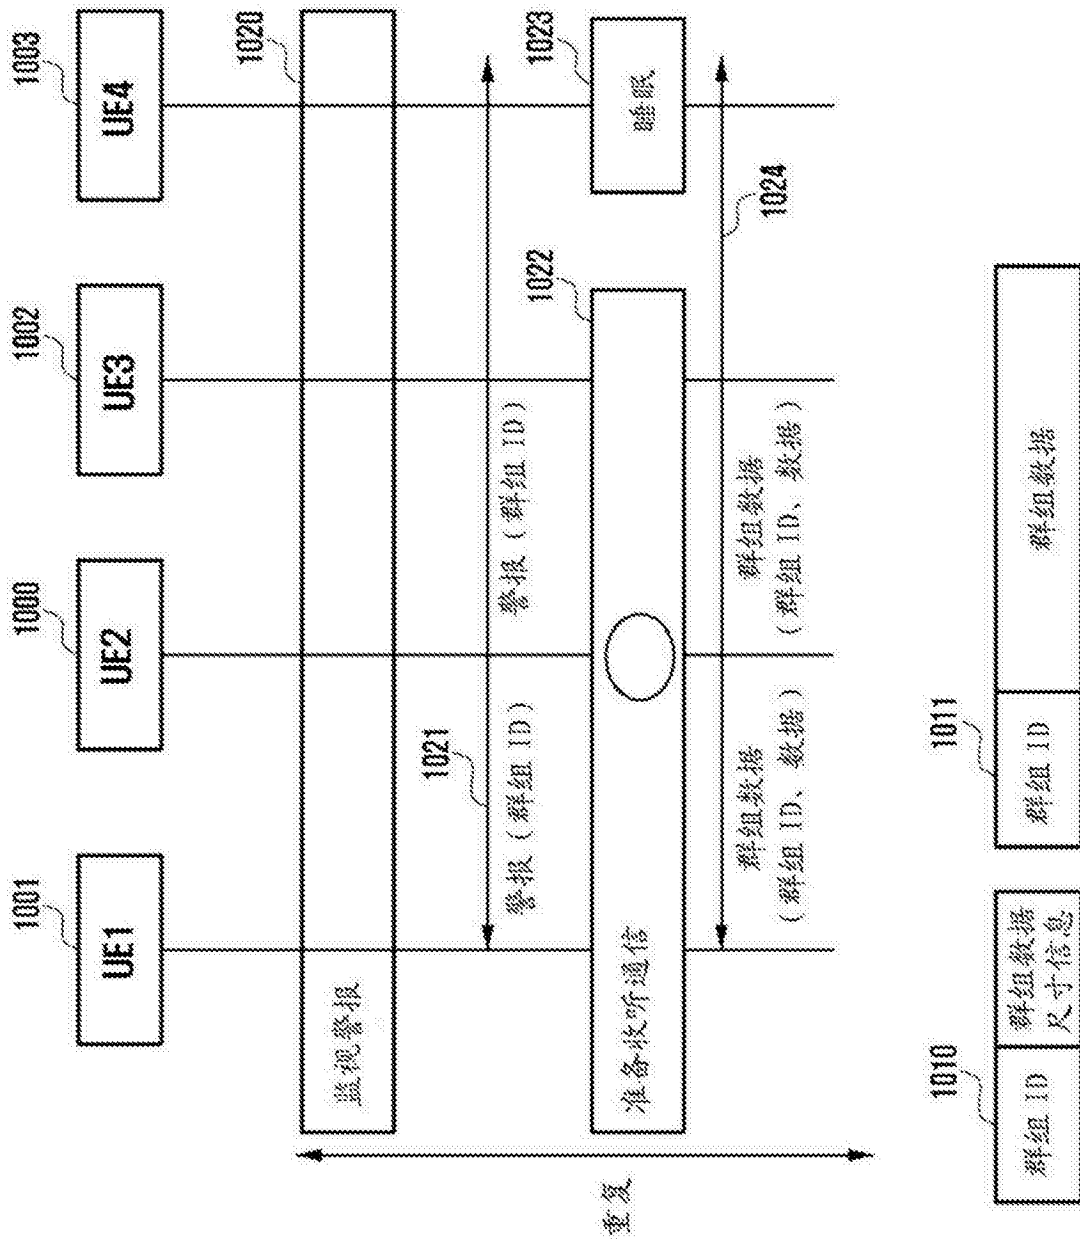 1001
UE1
1000
UE2
1002
UE3
1003
UE4
监视警报
1020
1021
警报(群组 ID)
警报(群组 ID)
准备收听通信
1022
1023
睡眠
群组数据
(群组 ID、数据)
群组数据
(群组 ID、数据)
1024
重复
1010
群组 ID
群组数据
尺寸信息
1011
群组 ID
群组数据